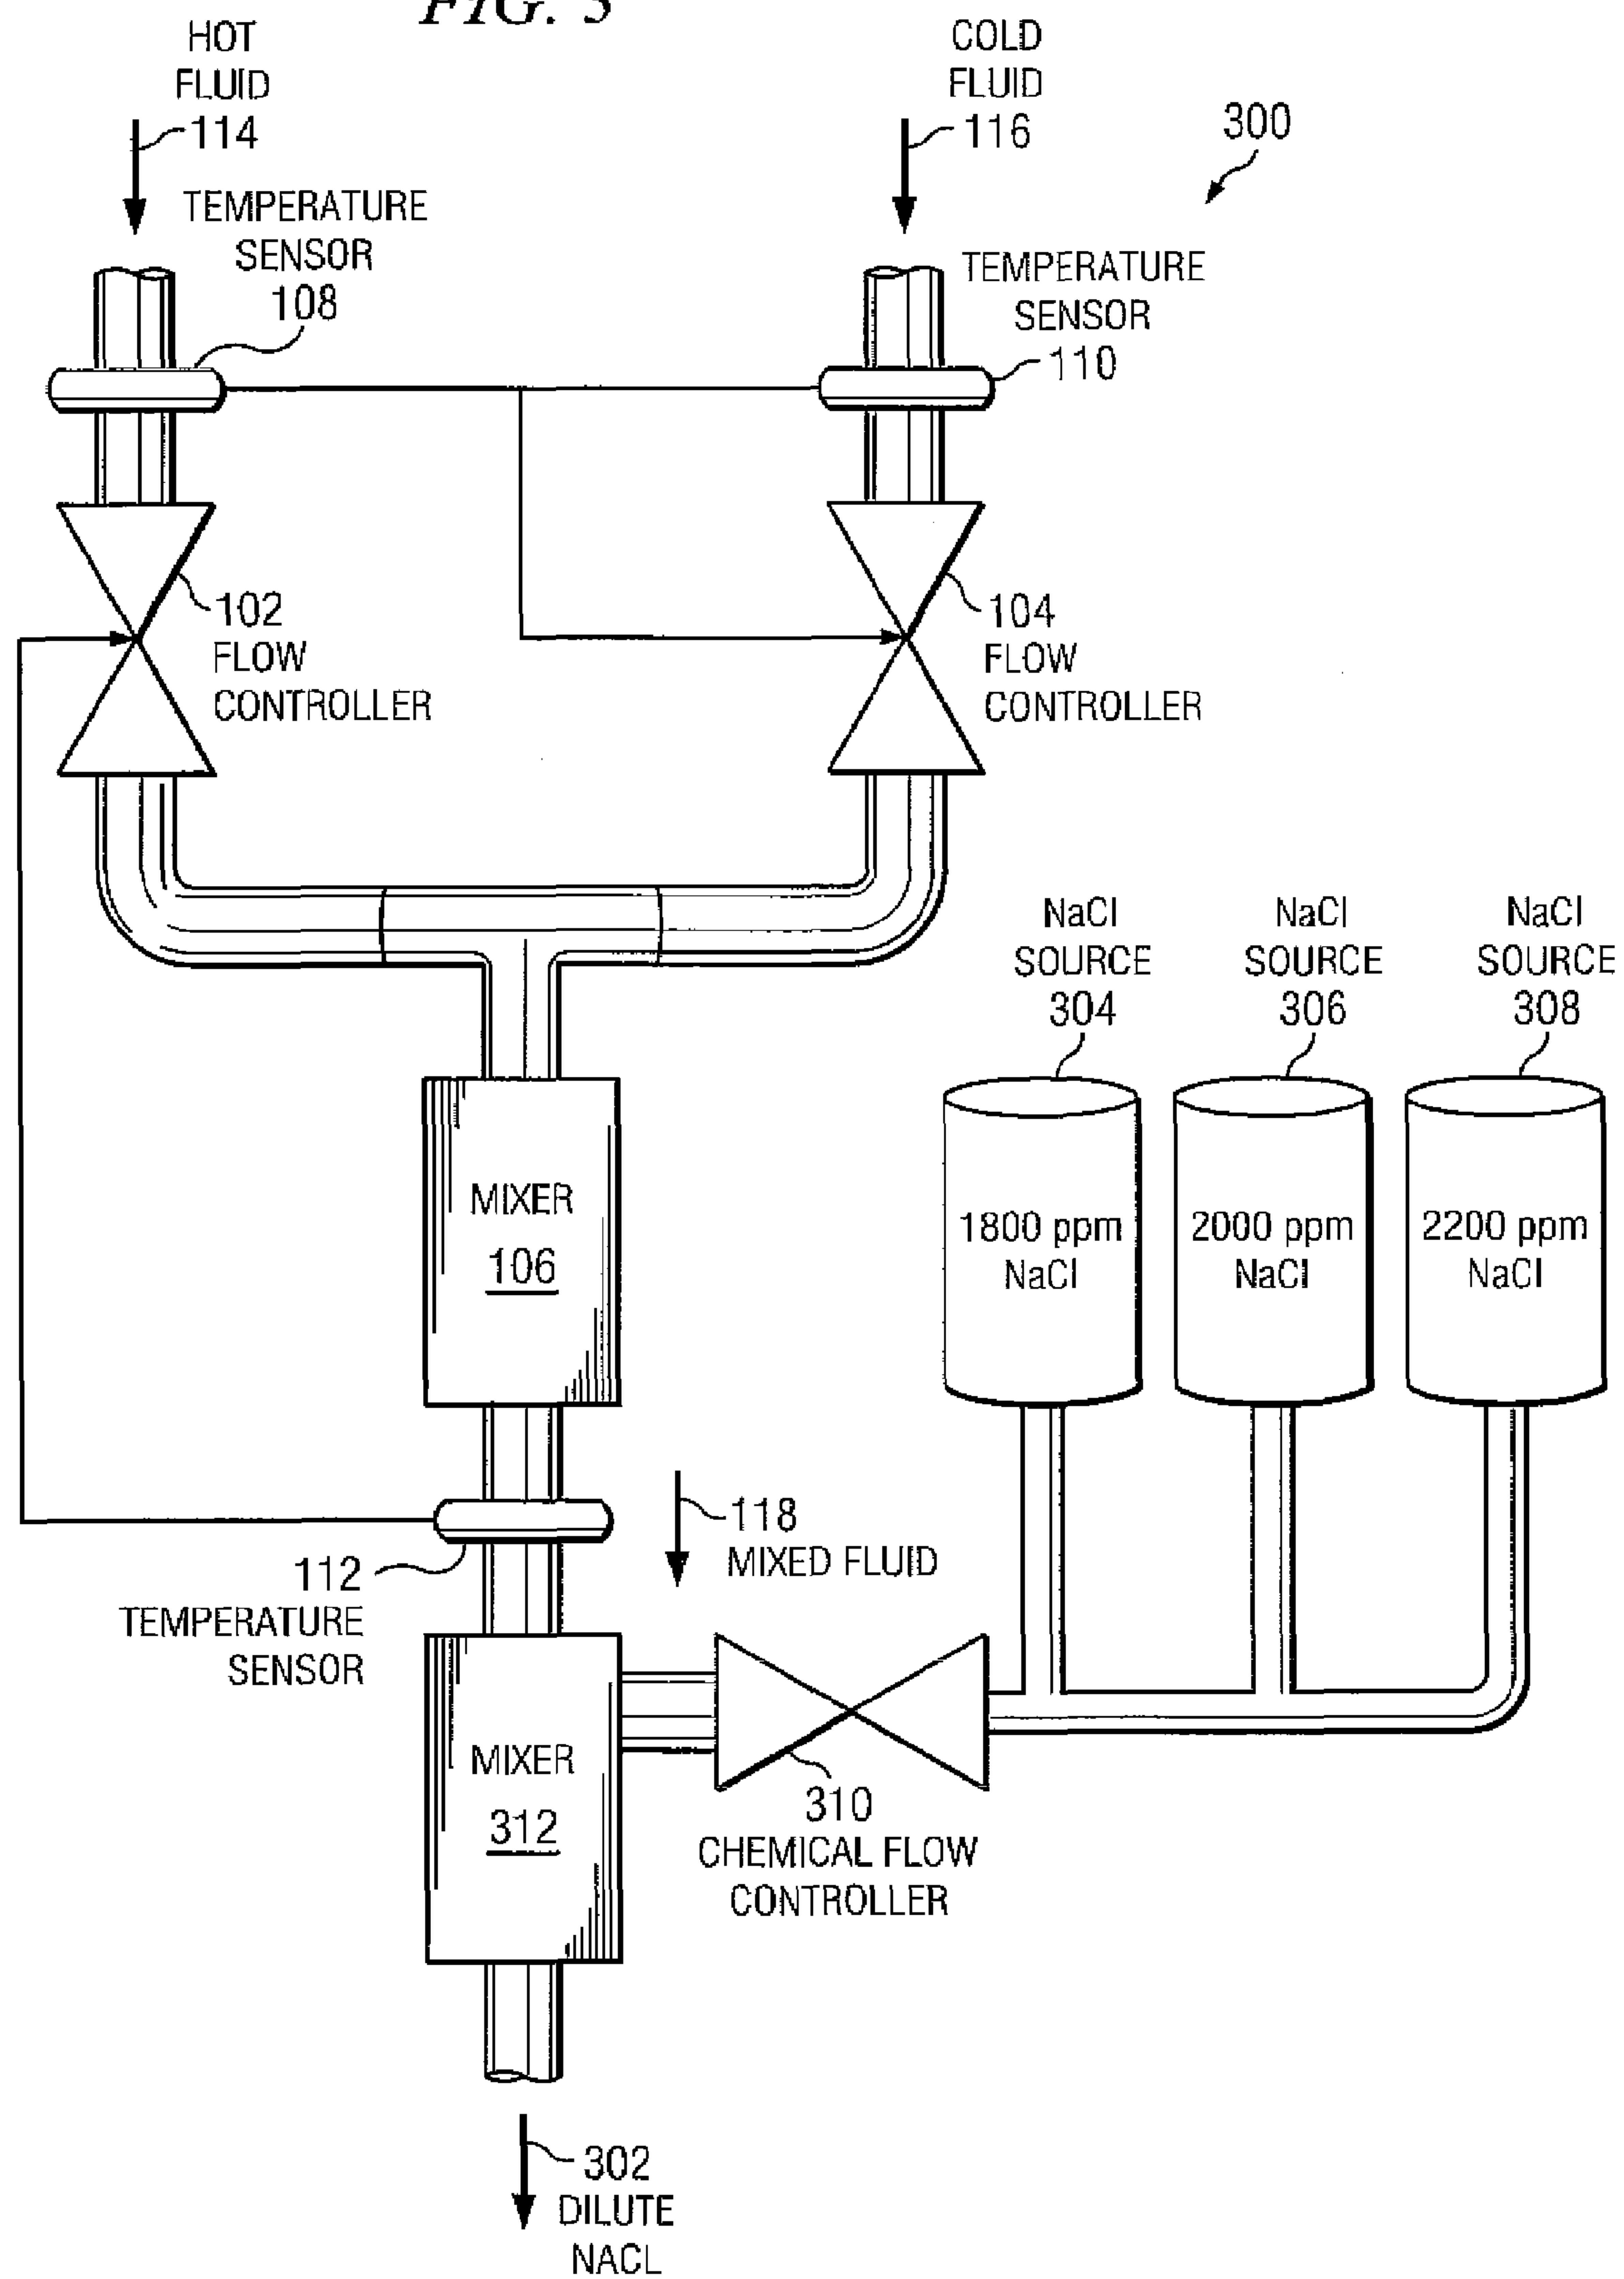 FIG. 3
HOT
FLUID
114
COLD
FLUID
116
300
TEMPERATURE
SENSOR
108
TEMPERATURE
SENSOR
110
102
FLOW
CONTROLLER
104
FLOW
CONTROLLER
NaCl
SOURCE
304
NaCl
SOURCE
306
NaCl
SOURCE
308
MIXER
106
1800 ppm
NaCl
2000 ppm
NaCl
2200 ppm
NaCl
118
MIXED FLUID
112
TEMPERATURE
SENSOR
MIXER
312
310
CHEMICAL FLOW
CONTROLLER
302
DILUTE
NACL